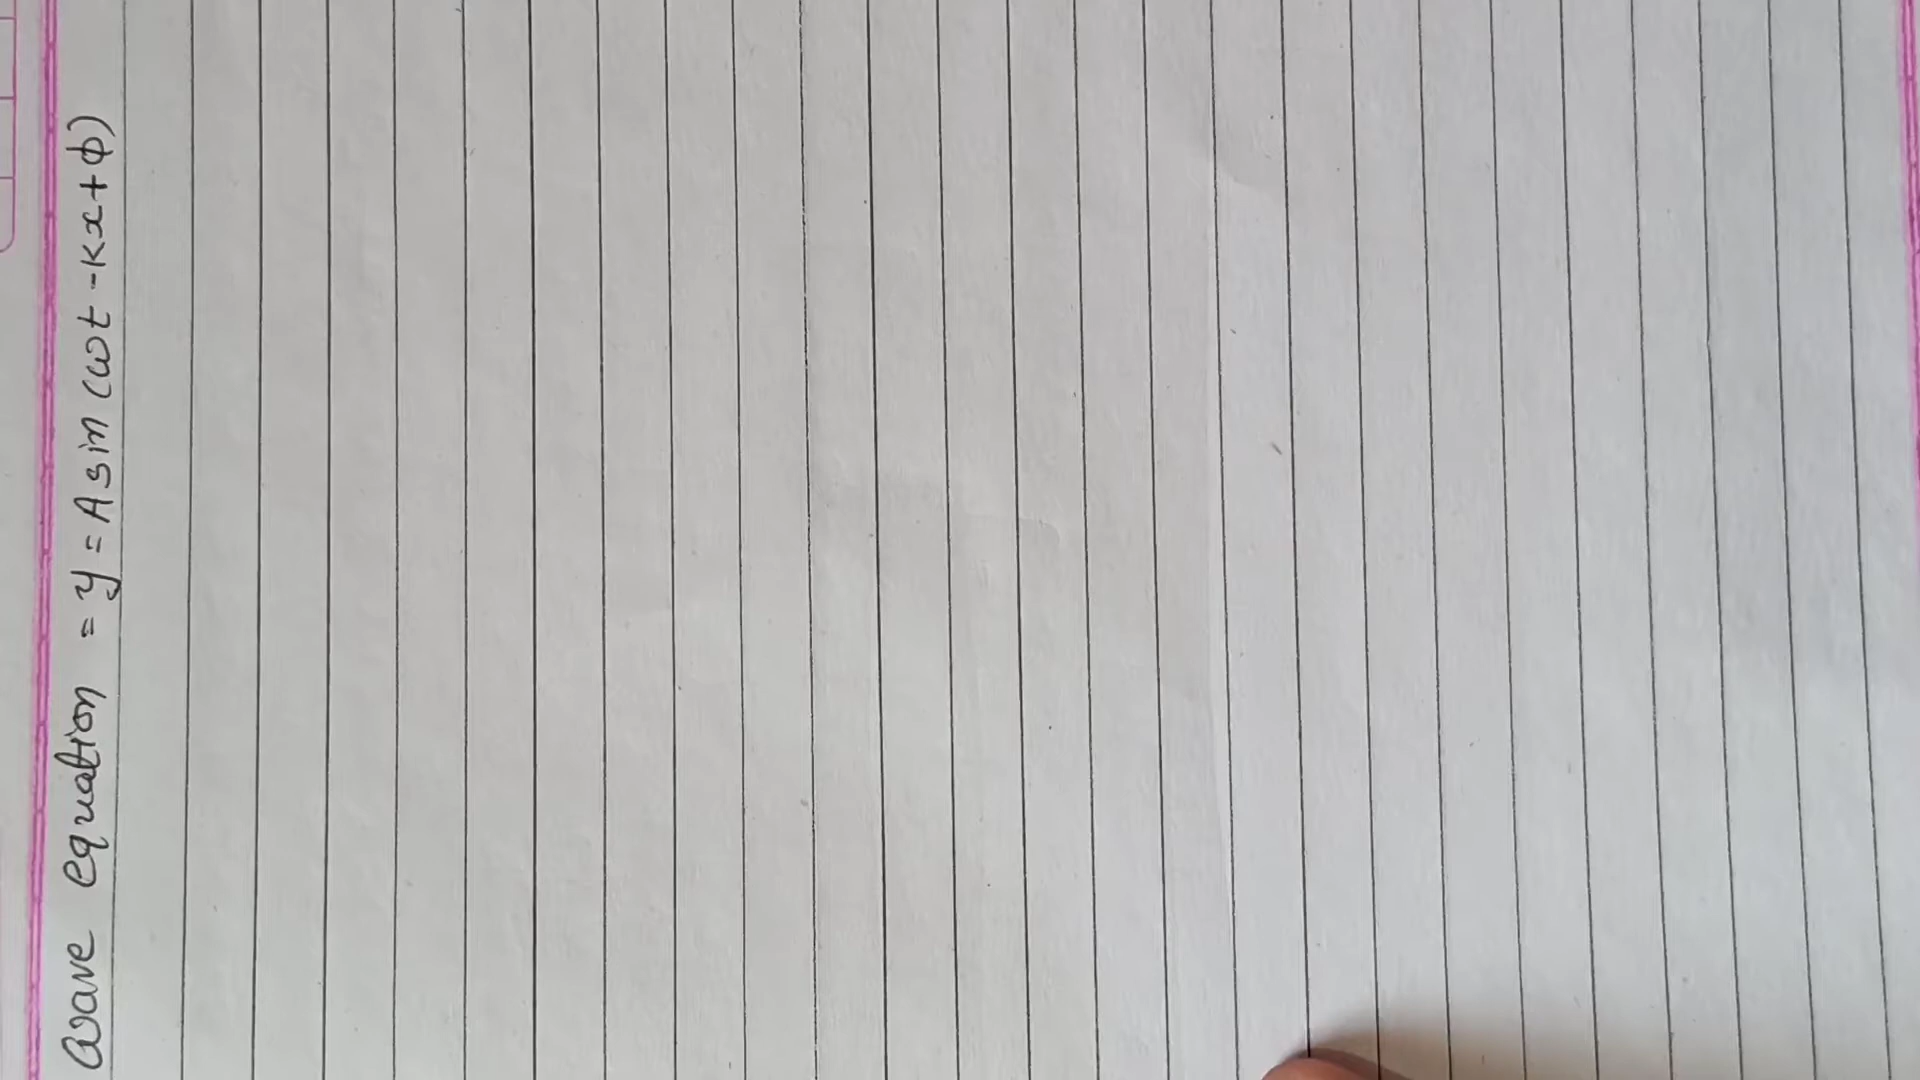 Wave equation = y = A sin (ωt - kx + ϕ)